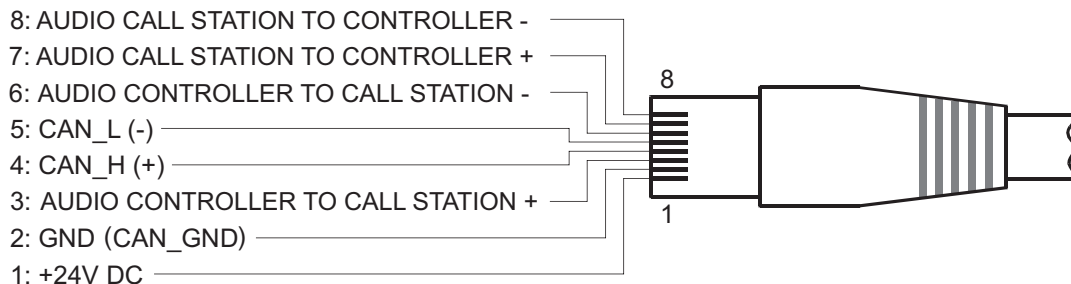 8: AUDIO CALL STATION TO CONTROLLER -
7: AUDIO CALL STATION TO CONTROLLER +
6: AUDIO CONTROLLER TO CALL STATION -
5: CAN_L (-)
4: CAN_H (+)
3: AUDIO CONTROLLER TO CALL STATION +
2: GND (CAN_GND)
1: +24V DC
8
1